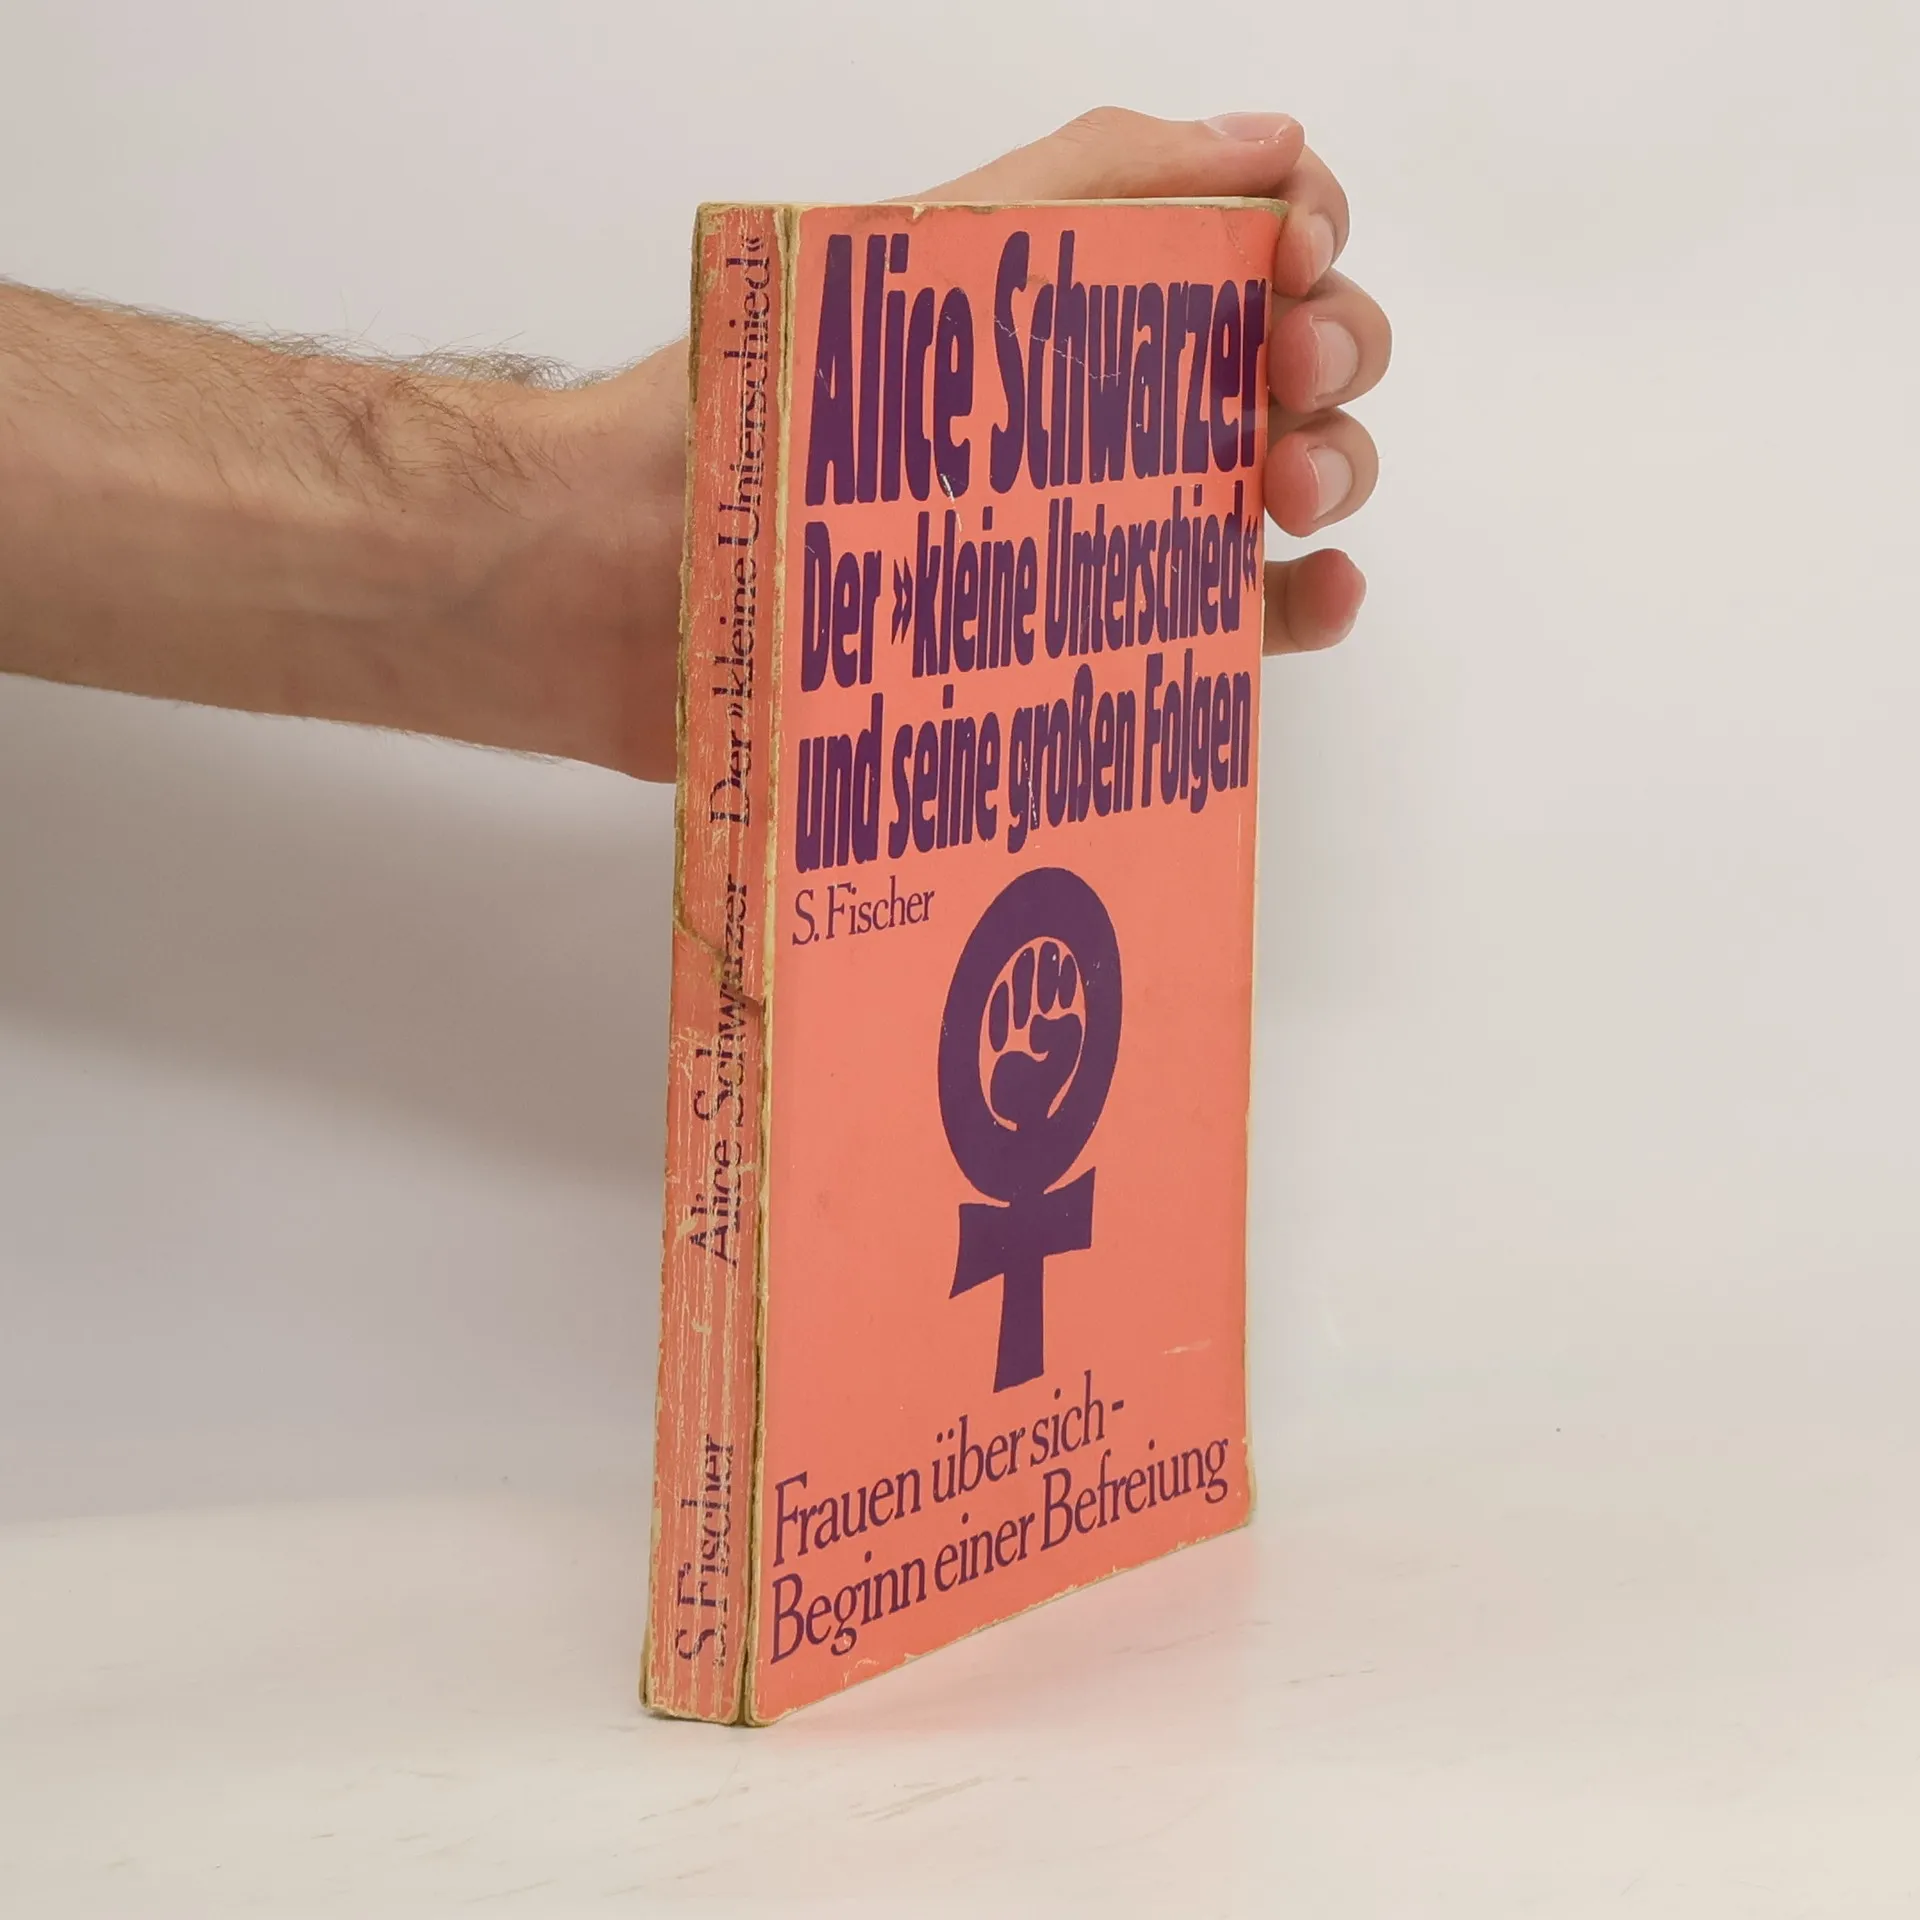 Alice Schwarzer
Der »kleine Unterschied«
und seine großen Folgen
S. Fischer
Frauen über sich -
Beginn einer Befreiung
S. Fischer Alice Schwarzer Der »kleine Unterschied«